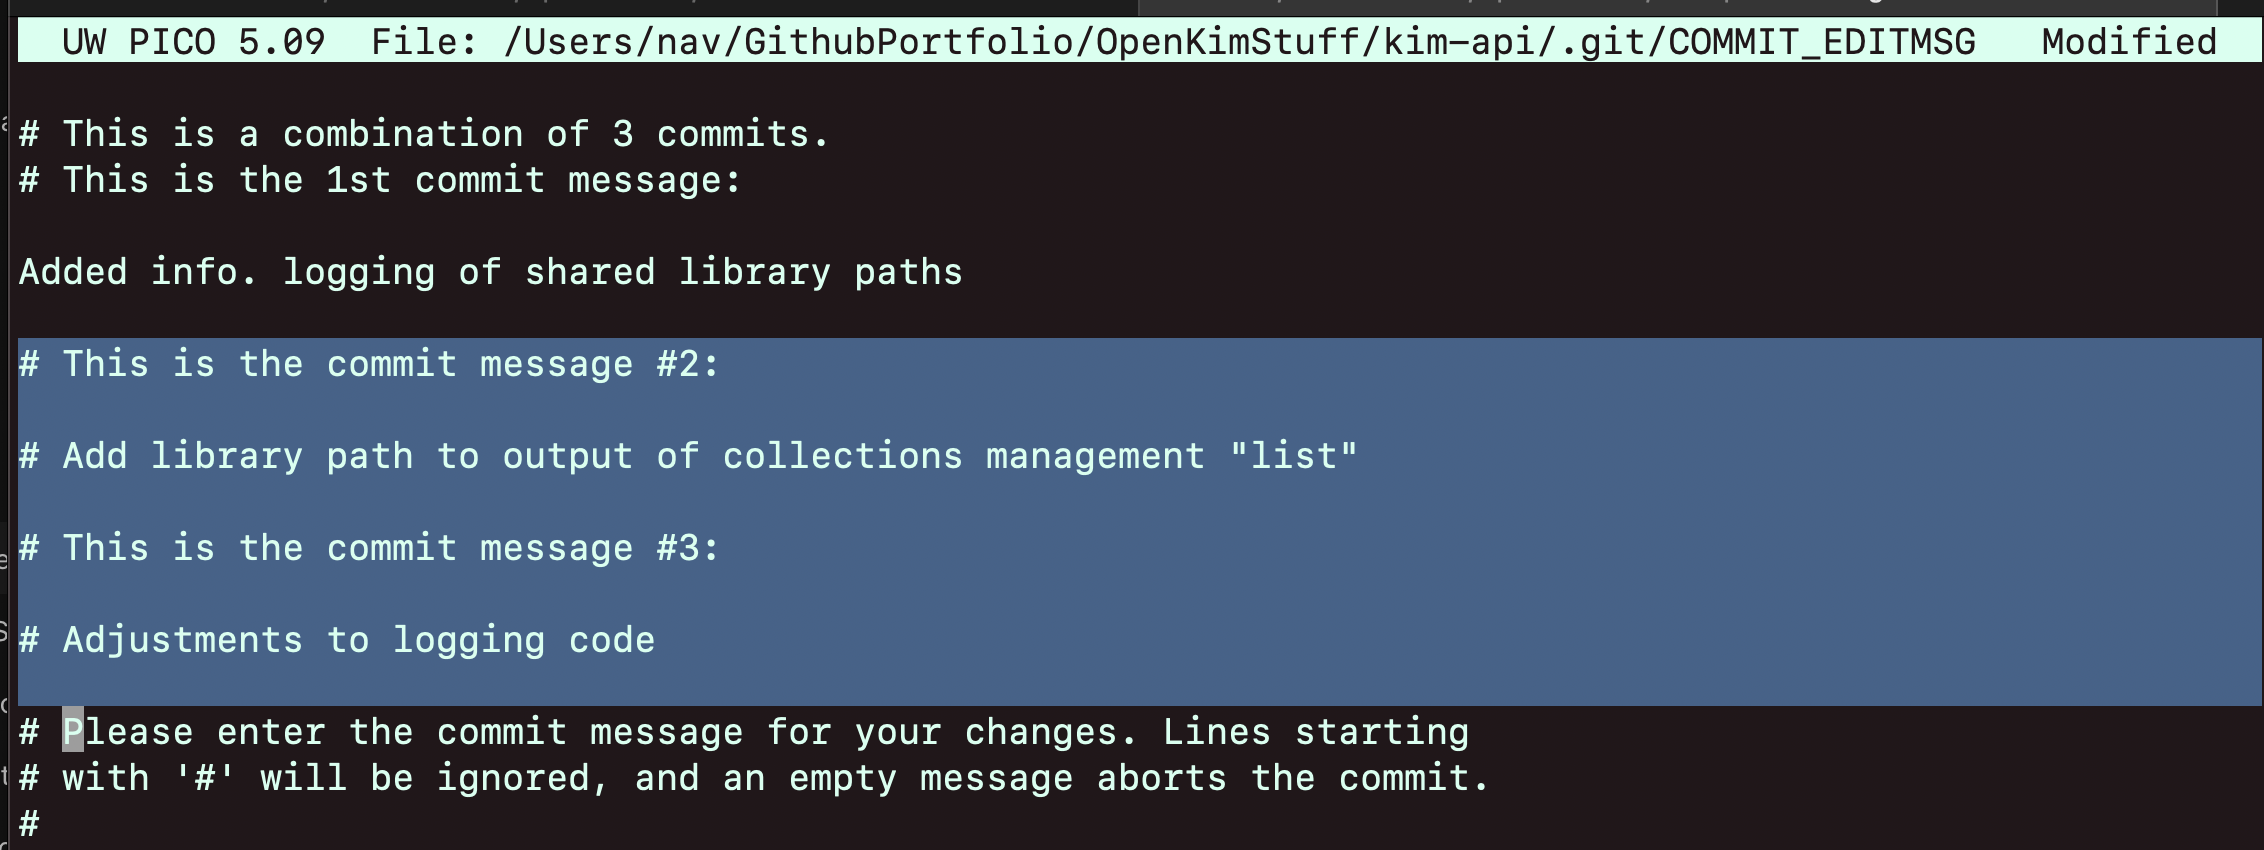 UW PICO 5.09  File: /Users/nav/GithubPortfolio/OpenKimStuff/kim-api/.git/COMMIT_EDITMSG   Modified
# This is a combination of 3 commits.
# This is the 1st commit message:
Added info. logging of shared library paths
# This is the commit message #2:
# Add library path to output of collections management "list"
# This is the commit message #3:
# Adjustments to logging code
# Please enter the commit message for your changes. Lines starting
# with '#' will be ignored, and an empty message aborts the commit.
#